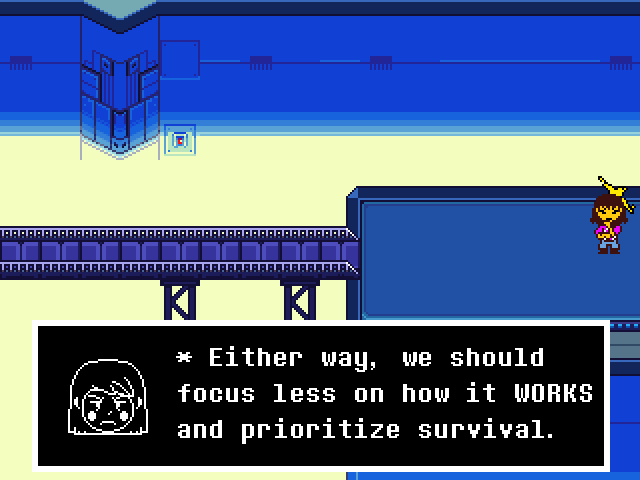 * Either way, we should
focus less on how it WORKS
and prioritize survival.